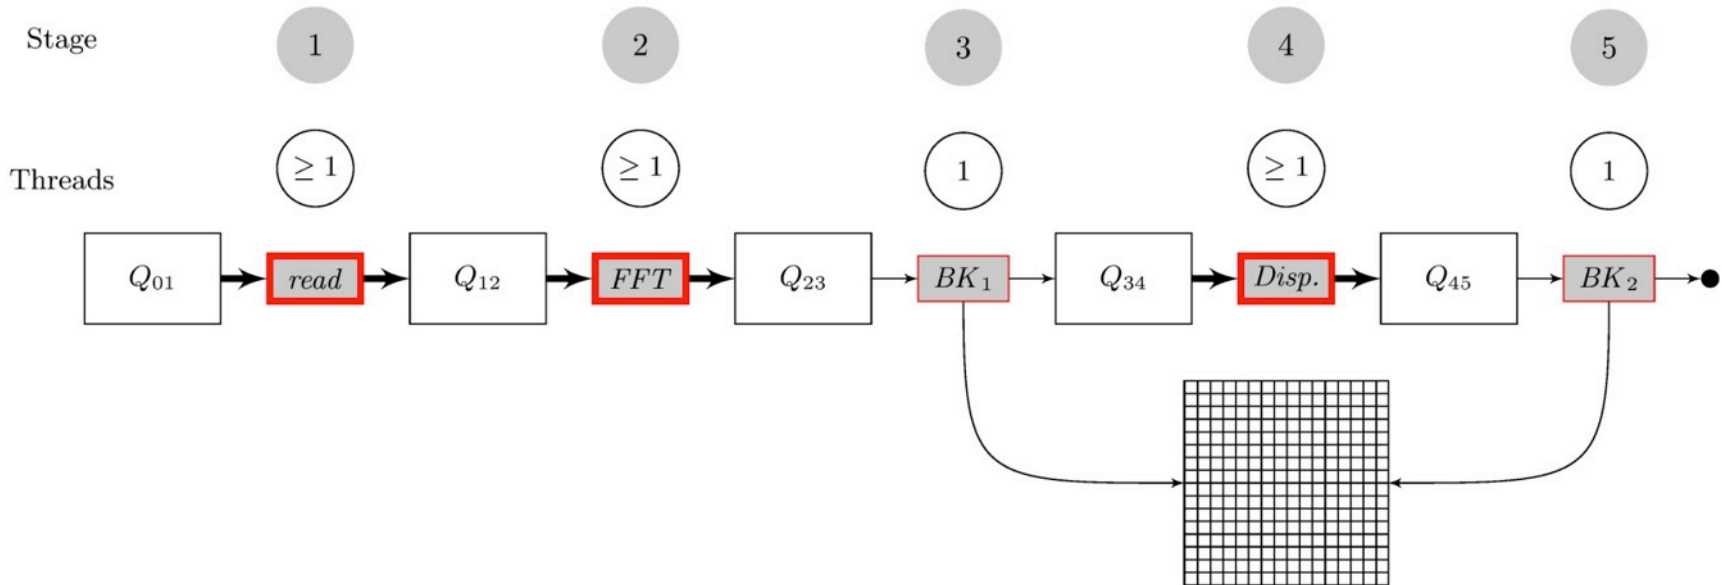 Stage 1 2 3 4 5
Threads ≥ 1 ≥ 1 1 ≥ 1 1
Q₀₁ read Q₁₂ FFT Q₂₃ BK₁ Q₃₄ Disp. Q₄₅ BK₂